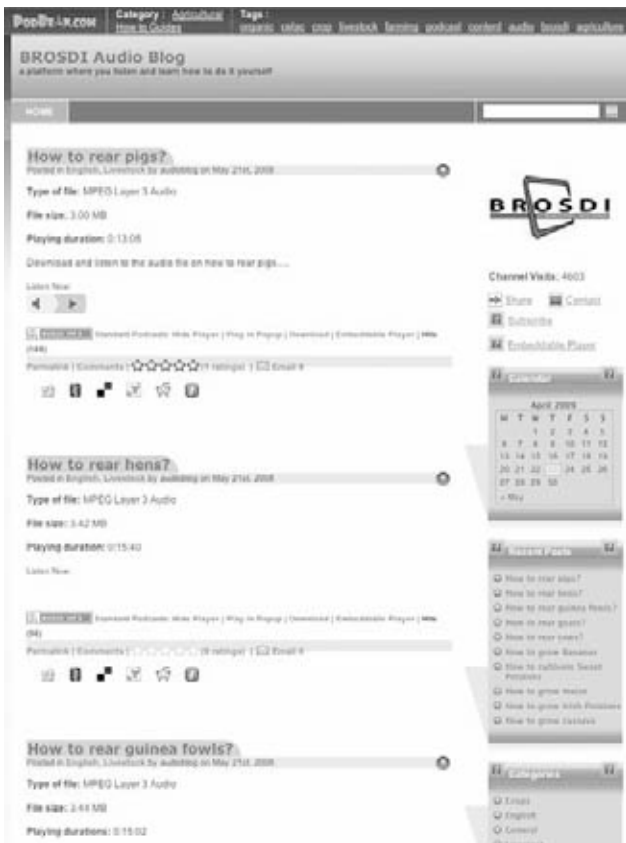 PODBEAN.COM
Category : Agricultural
How to Guides
Tags :
organic cattle crop livestock farming podcast content audio brosdi agriculture
BROSDI Audio Blog
a platform where you listen and learn how to do it yourself
HOME
How to rear pigs?
Posted in English, Livestock by audioblog on May 21st, 2008
Type of file: MPEG Layer 3 Audio
File size: 3.00 MB
Playing duration: 0:13:06
Download and listen to the audio file on how to rear pigs....
Listen Now:
Standard Podcasts: Hide Player | Play in Popup | Download | Embeddable Player | Hits
Permalink | Comments | (1 ratings) | Email It
How to rear hens?
Posted in English, Livestock by audioblog on May 21st, 2008
Type of file: MPEG Layer 3 Audio
File size: 3.42 MB
Playing duration: 0:15:40
Listen Now:
Standard Podcasts: Hide Player | Play in Popup | Download | Embeddable Player | Hits
Permalink | Comments | (0 ratings) | Email It
How to rear guinea fowls?
Posted in English, Livestock by audioblog on May 21st, 2008
Type of file: MPEG Layer 3 Audio
File size: 3.44 MB
Playing durations: 0:15:02
BROSDI
Channel Visits: 4603
Share Contact
Subscribe
Embeddable Player
Calendar
April 2009
M T W T F S S
1 2 3 4 5
6 7 8 9 10 11 12
13 14 15 16 17 18 19
20 21 22 24 25 26
27 28 29 30
« May
Recent Posts
How to rear pigs?
How to rear hens?
How to rear guinea fowls?
How to rear goats?
How to rear cows?
How to grow Bananas
How to cultivate Sweet
Potatoes
How to grow maize
How to grow Irish Potatoes
How to grow cassava
Categories
Crops
English
General